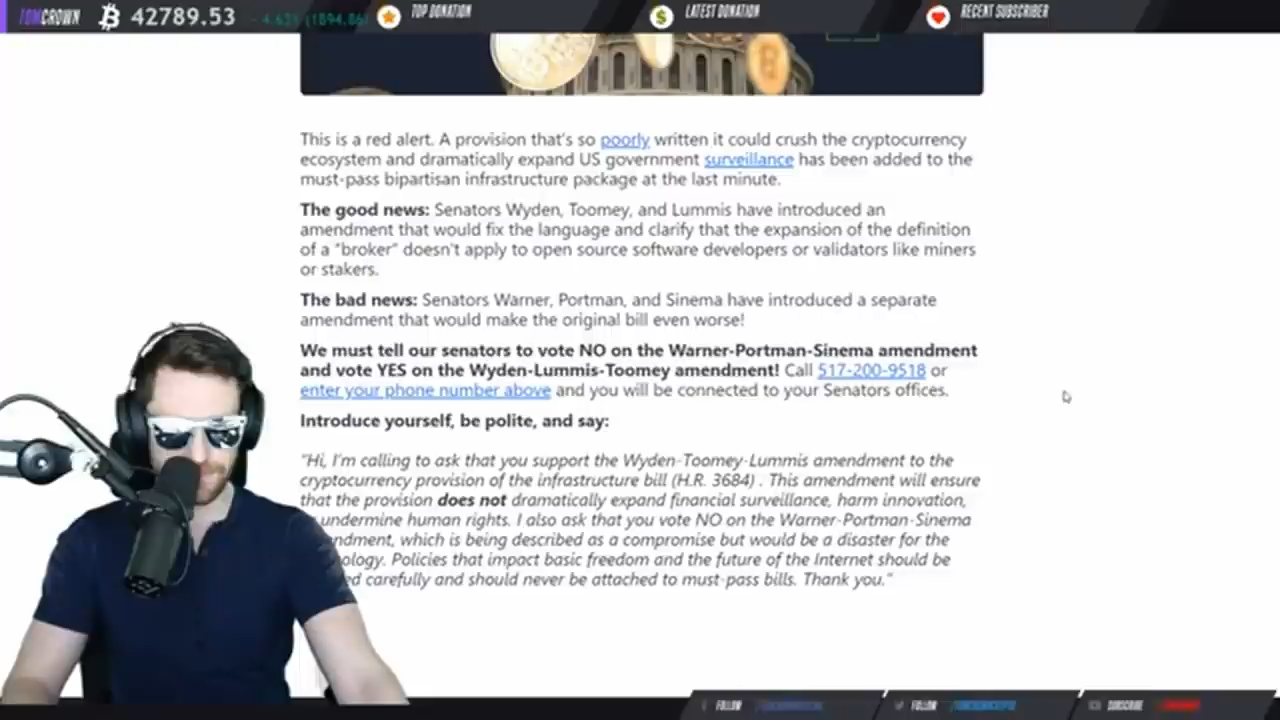 TOMCROWN 42789.53 - 4.63% (1894.86) TOP DONATION LATEST DONATION RECENT SUBSCRIBER
This is a red alert. A provision that's so poorly written it could crush the cryptocurrency
ecosystem and dramatically expand US government surveillance has been added to the
must-pass bipartisan infrastructure package at the last minute.
The good news: Senators Wyden, Toomey, and Lummis have introduced an
amendment that would fix the language and clarify that the expansion of the definition
of a "broker" doesn't apply to open source software developers or validators like miners
or stakers.
The bad news: Senators Warner, Portman, and Sinema have introduced a separate
amendment that would make the original bill even worse!
We must tell our senators to vote NO on the Warner-Portman-Sinema amendment
and vote YES on the Wyden-Lummis-Toomey amendment! Call 517-200-9518 or
enter your phone number above and you will be connected to your Senators offices.
Introduce yourself, be polite, and say:
"Hi, I'm calling to ask that you support the Wyden-Toomey-Lummis amendment to the
cryptocurrency provision of the infrastructure bill (H.R. 3684) . This amendment will ensure
that the provision does not dramatically expand financial surveillance, harm innovation,
undermine human rights. I also ask that you vote NO on the Warner-Portman-Sinema
ndment, which is being described as a compromise but would be a disaster for the
ology. Policies that impact basic freedom and the future of the Internet should be
ed carefully and should never be attached to must-pass bills. Thank you."
FOLLOW FOLLOW SUBSCRIBE